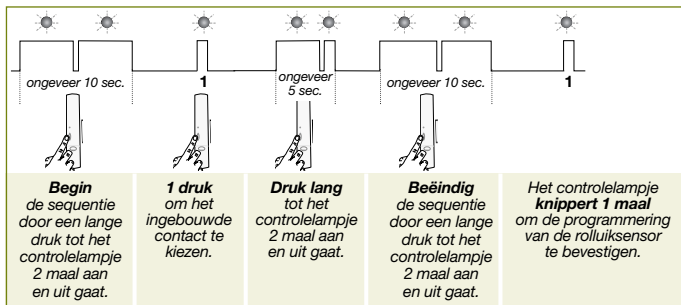 ongeveer 10 sec.
1
ongeveer
5 sec.
ongeveer 10 sec.
1
Begin
de sequentie
door een lange
druk tot het
controlelampje
2 maal aan
en uit gaat.
1 druk
om het
ingebouwde
contact te
kiezen.
Druk lang
tot het
controlelampje
2 maal aan
en uit gaat.
Beëindig
de sequentie
door een lange
druk tot het
controlelampje
2 maal aan
en uit gaat.
Het controlelampje
knippert 1 maal
om de programmering
van de rolluiksensor
te bevestigen.